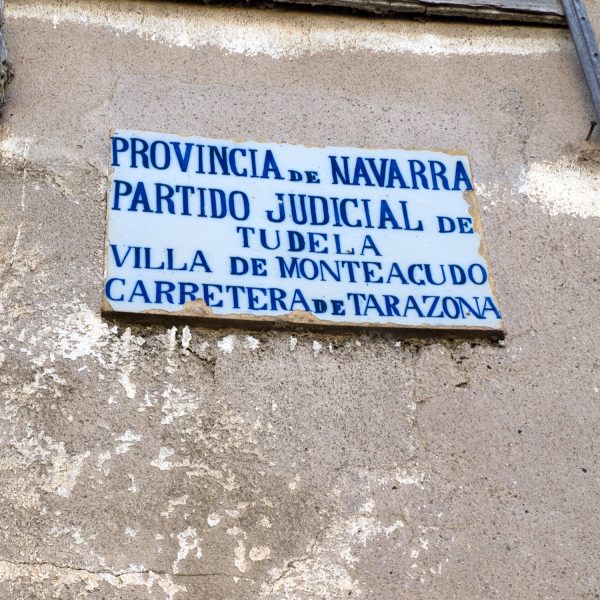 PROVINCIA DE NAVARRA
PARTIDO JUDICIAL DE
TUDELA
VILLA DE MONTEAGUDO
CARRETERA DE TARAZONA